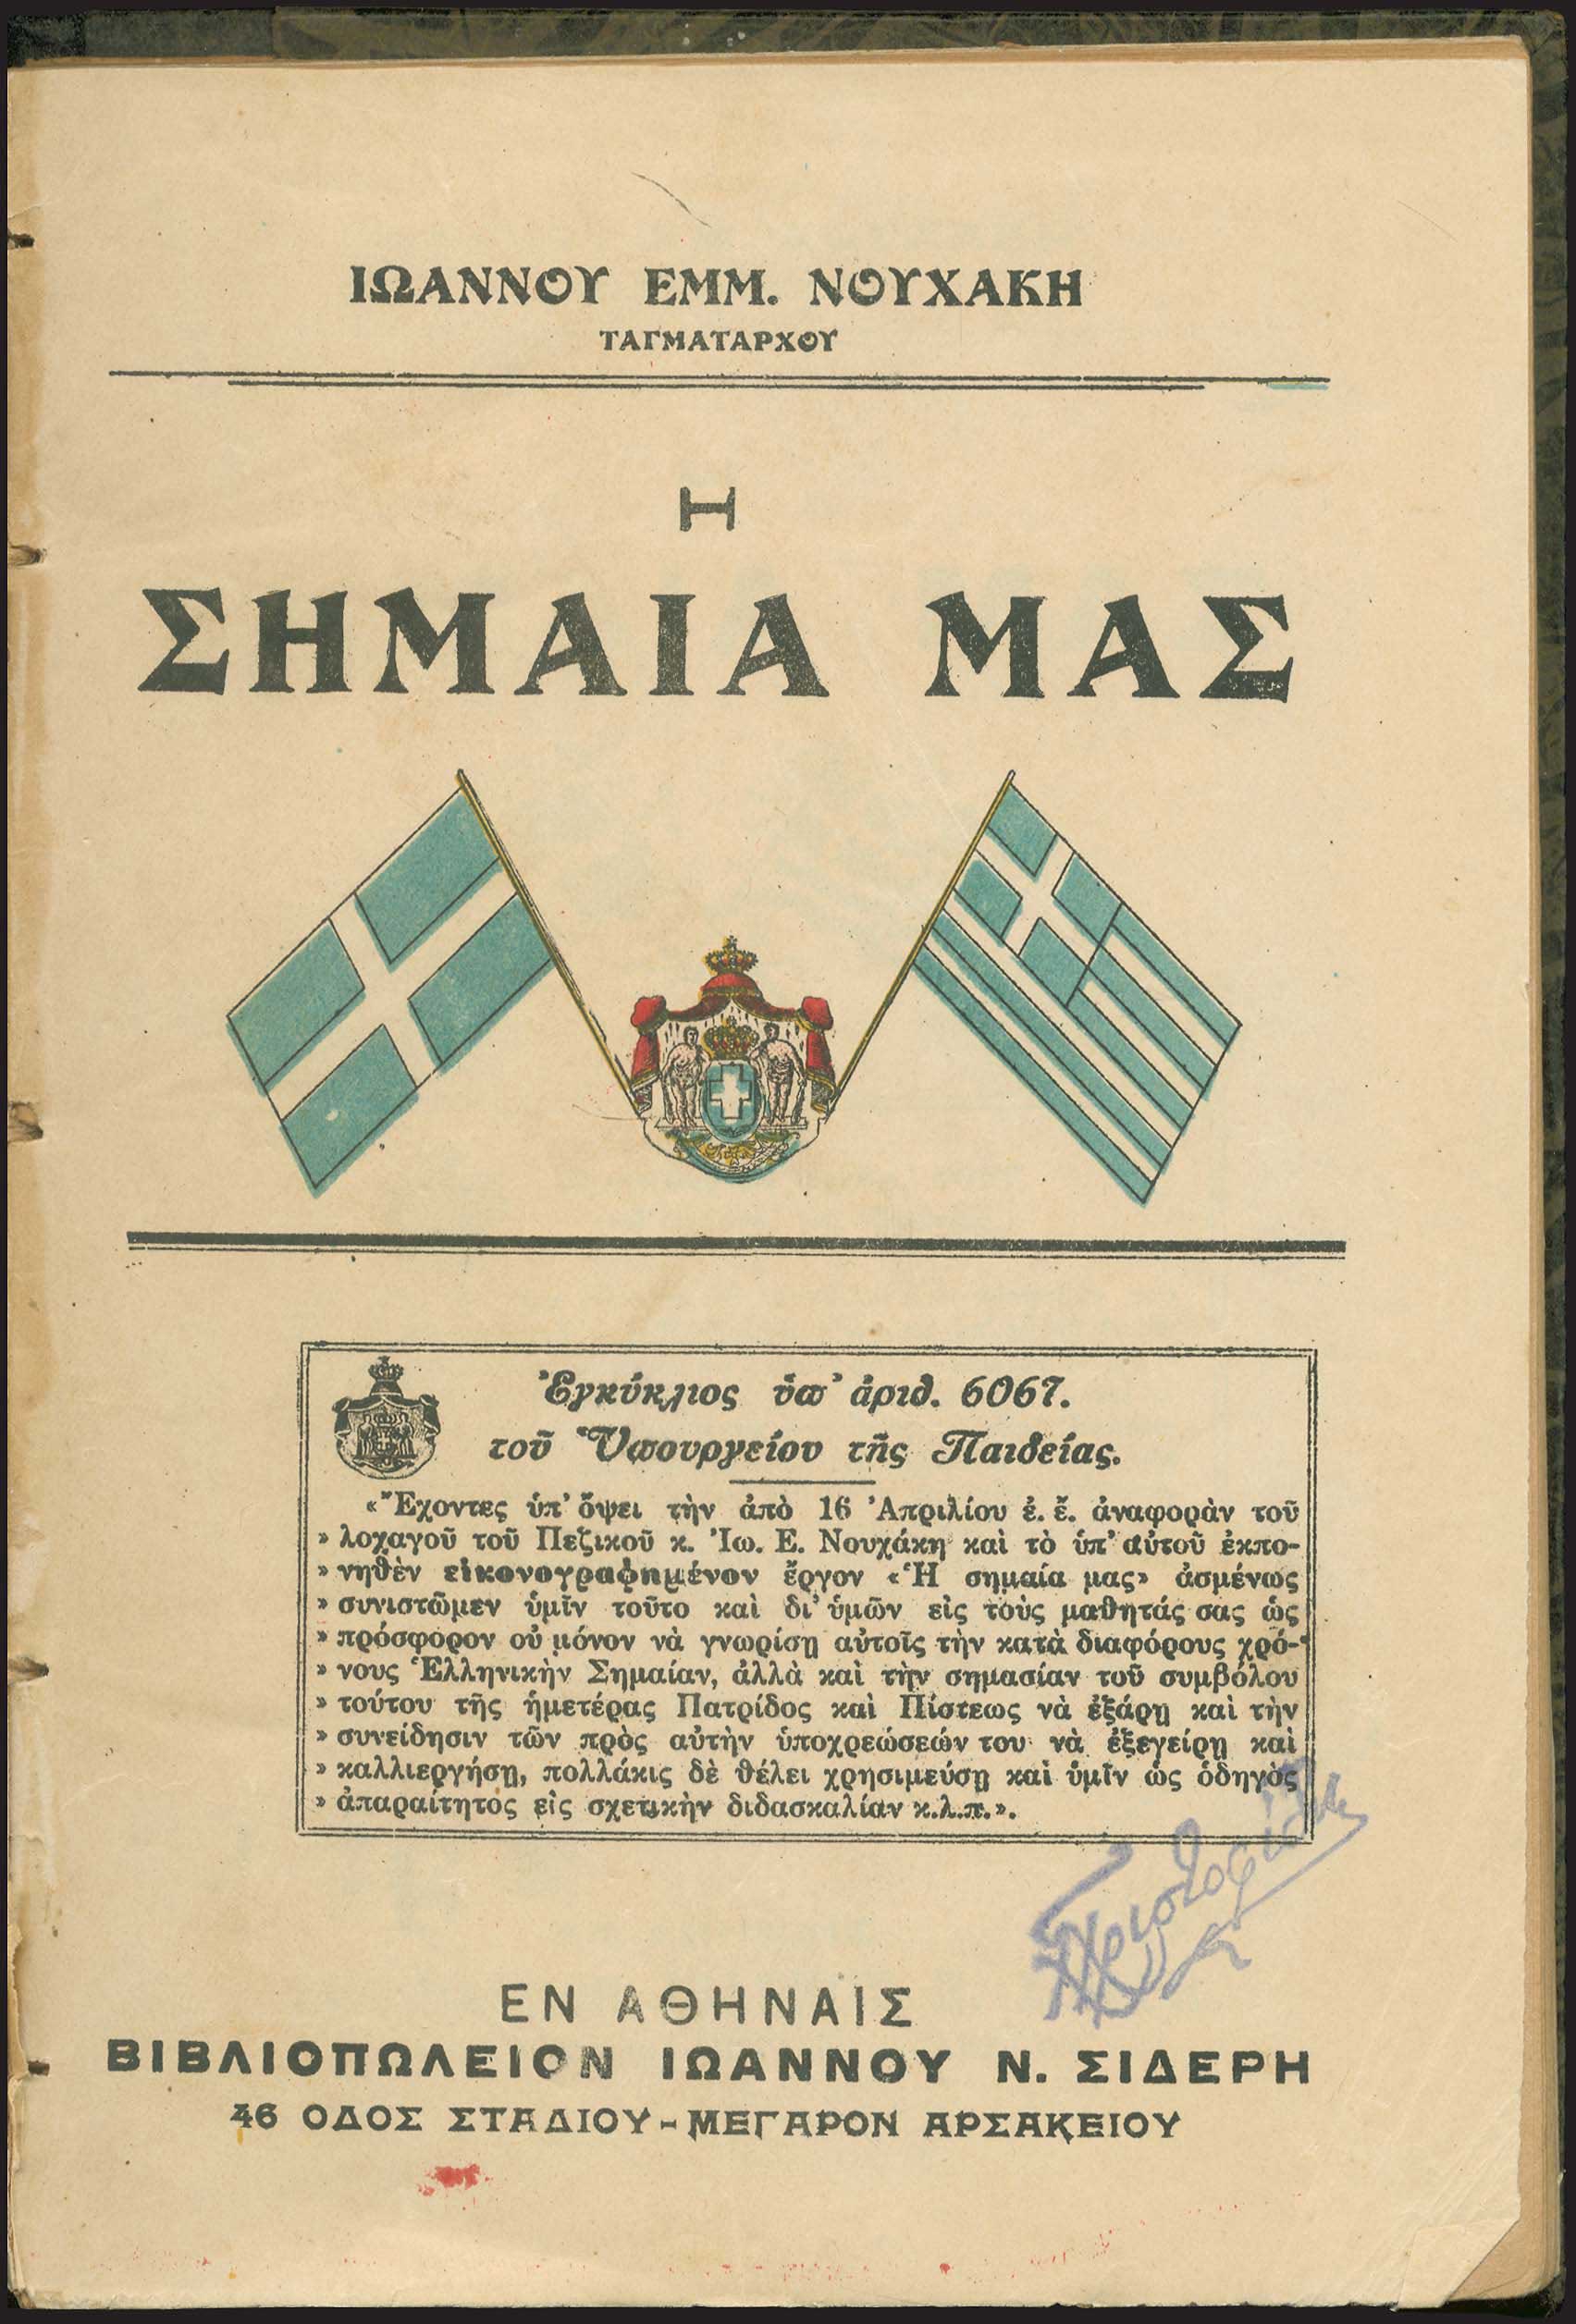 ΙΩΑΝΝΟΥ ΕΜΜ. ΝΟΥΧΑΚΗ
ΤΑΓΜΑΤΑΡΧΟΥ
Η
ΣΗΜΑΙΑ ΜΑΣ
Ἐγκύκλιος ὑπ' ἀριθ. 6067.
τοῦ Ὑπουργείου τῆς Παιδείας.
«Ἔχοντες ὑπ' ὄψει τὴν ἀπὸ 16 Ἀπριλίου ἐ. ἔ. ἀναφορὰν τοῦ
» λοχαγοῦ τοῦ Πεζικοῦ κ. Ἰω. Ε. Νουχάκη καὶ τὸ ὑπ' αὐτοῦ ἐκπο-
» νηθὲν εἰκονογραφημένον ἔργον «Ἡ σημαία μας» ἀσμένως
» συνιστῶμεν ὑμῖν τοῦτο καὶ δι' ὑμῶν εἰς τοὺς μαθητάς σας ὡς
» πρόσφορον οὐ μόνον νὰ γνωρίσῃ αὐτοῖς τὴν κατὰ διαφόρους χρό-
» νους Ἑλληνικὴν Σημαίαν, ἀλλὰ καὶ τὴν σημασίαν τοῦ συμβόλου
» τούτου τῆς ἡμετέρας Πατρίδος καὶ Πίστεως νὰ ἐξάρῃ καὶ τὴν
» συνείδησιν τῶν πρὸς αὐτὴν ὑποχρεώσεών του νὰ ἐξεγείρῃ καὶ
» καλλιεργήσῃ, πολλάκις δὲ θέλει χρησιμεύσῃ καὶ ὑμῖν ὡς ὁδηγὸς
» ἀπαραίτητος εἰς σχετικὴν διδασκαλίαν κ.λ.π.».
ΕΝ ΑΘΗΝΑΙΣ
ΒΙΒΛΙΟΠΩΛΕΙΟΝ ΙΩΑΝΝΟΥ Ν. ΣΙΔΕΡΗ
46 ΟΔΟΣ ΣΤΑΔΙΟΥ-ΜΕΓΑΡΟΝ ΑΡΣΑΚΕΙΟΥ